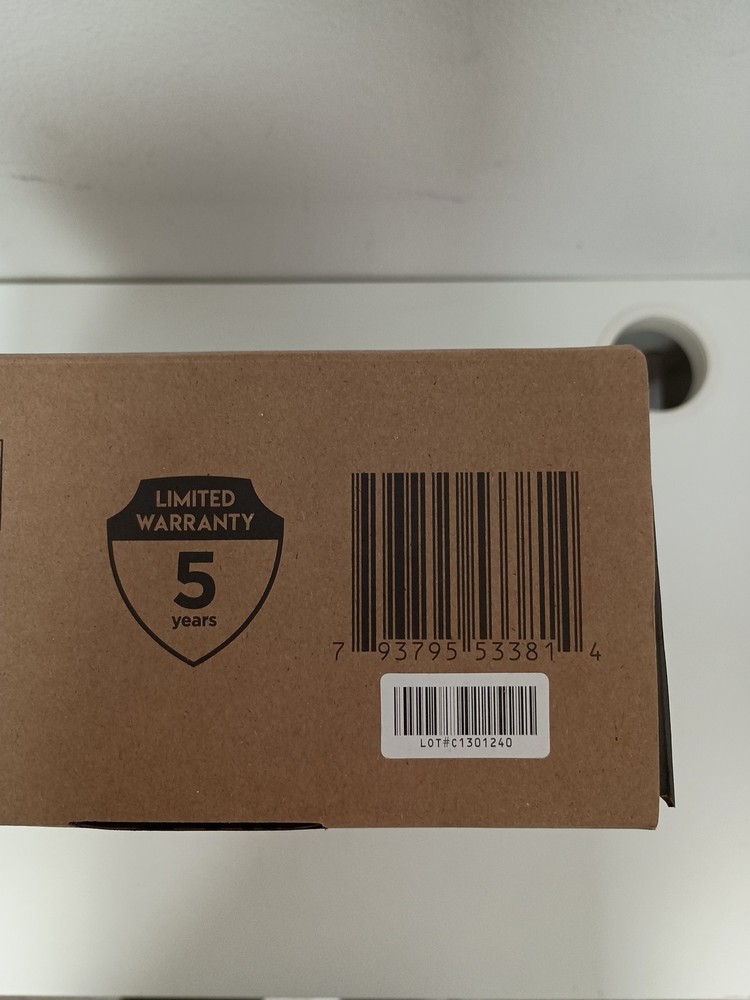 LIMITED
WARRANTY
5
years
7 93795 53381 4
LOT#C1301240